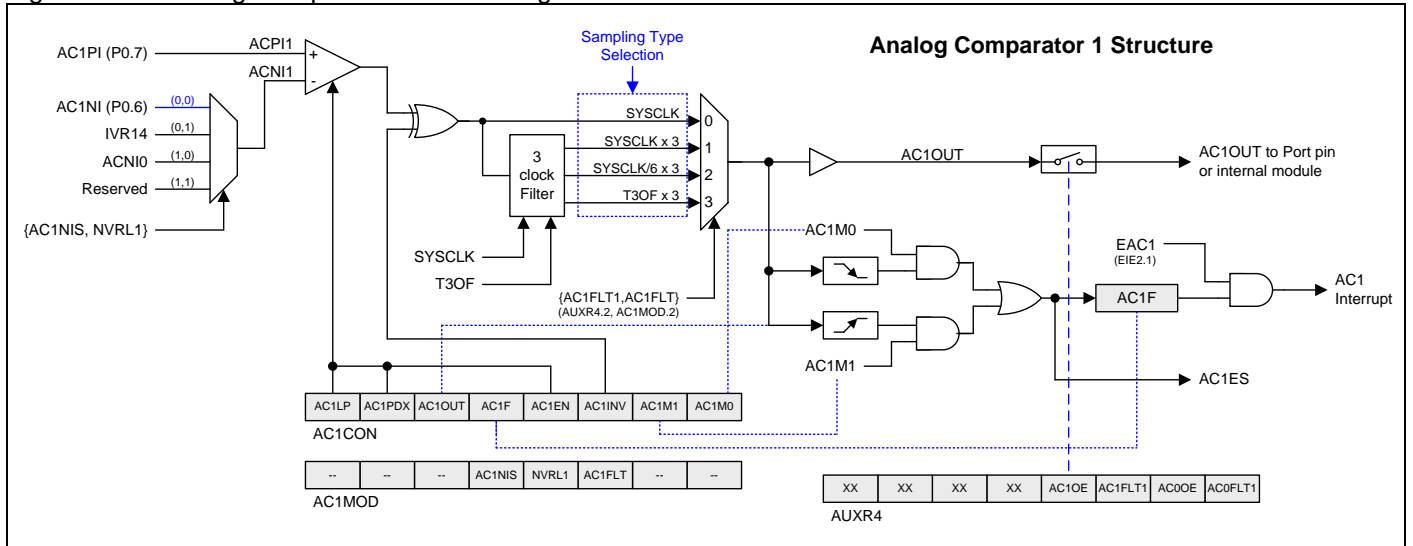 Analog Comparator 1 Structure
Sampling Type
Selection
AC1PI (P0.7)
ACPI1
+
ACNI1
-
AC1NI (P0.6)
(0,0)
IVR14
(0,1)
ACNI0
(1,0)
Reserved
(1,1)
{AC1NIS, NVRL1}
3
clock
Filter
SYSCLK
T3OF
SYSCLK
0
SYSCLK x 3
1
SYSCLK/6 x 3
2
T3OF x 3
3
{AC1FLT1,AC1FLT}
(AUXR4.2, AC1MOD.2)
AC1OUT
AC1OUT to Port pin
or internal module
AC1M0
AC1M1
EAC1
(EIE2.1)
AC1F
AC1
Interrupt
AC1ES
AC1LP AC1PDX AC1OUT AC1F AC1EN AC1INV AC1M1 AC1M0
AC1CON
-- -- -- AC1NIS NVRL1 AC1FLT -- --
AC1MOD
XX XX XX XX AC1OE AC1FLT1 AC0OE AC0FLT1
AUXR4